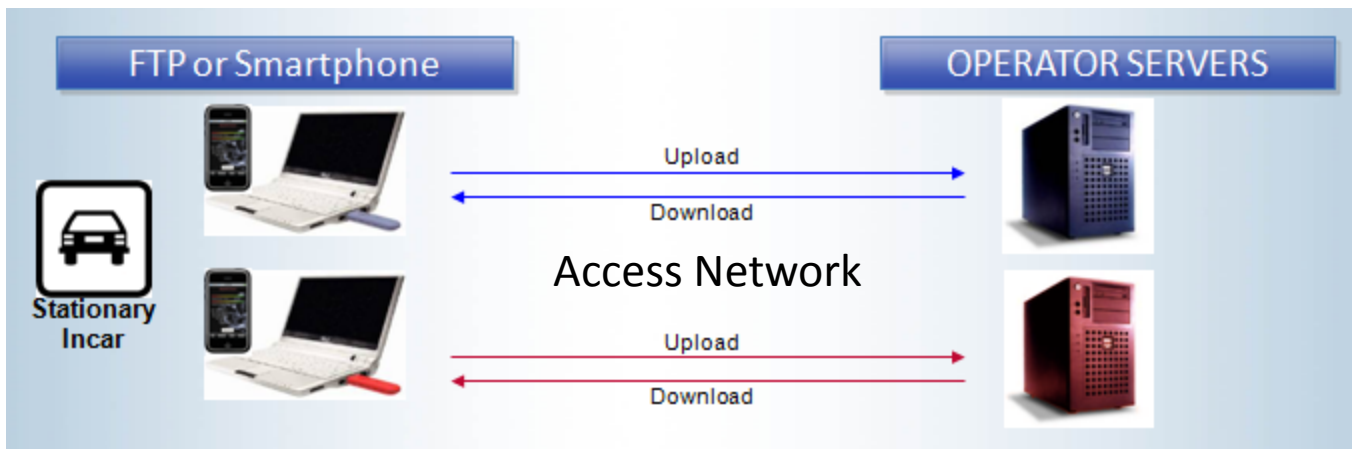 FTP or Smartphone
OPERATOR SERVERS
Upload
Download
Access Network
Stationary
Incar
Upload
Download